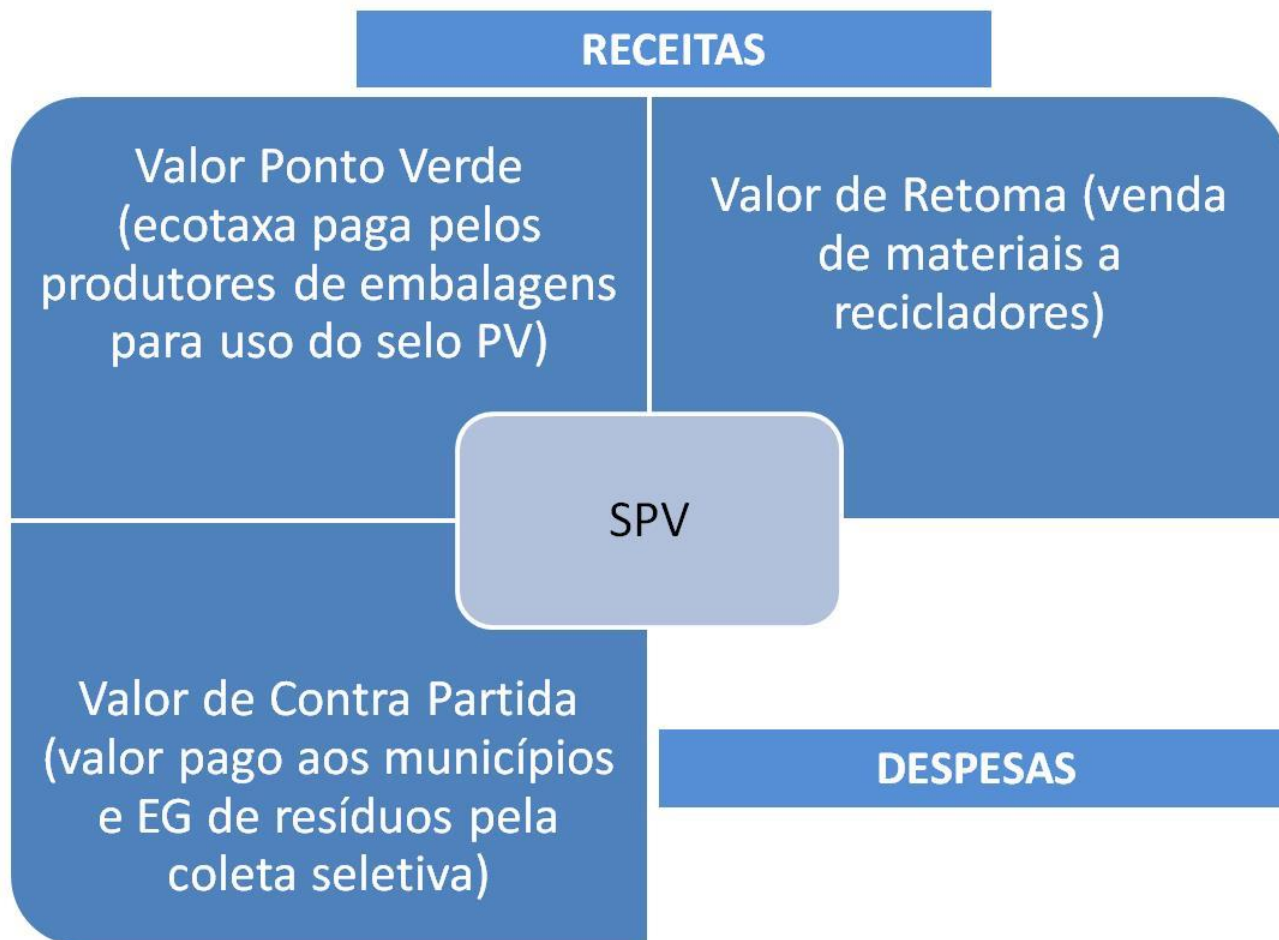 RECEITAS
Valor Ponto Verde
(ecotaxa paga pelos
produtores de embalagens
para uso do selo PV)
Valor de Retoma (venda
de materiais a
recicladores)
SPV
Valor de Contra Partida
(valor pago aos municípios
e EG de resíduos pela
coleta seletiva)
DESPESAS